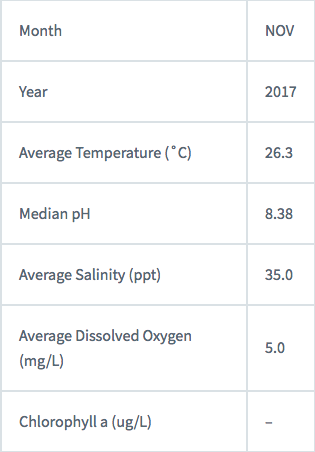 Month NOV
Year 2017
Average Temperature (˚C) 26.3
Median pH 8.38
Average Salinity (ppt) 35.0
Average Dissolved Oxygen
(mg/L) 5.0
Chlorophyll a (ug/L) –